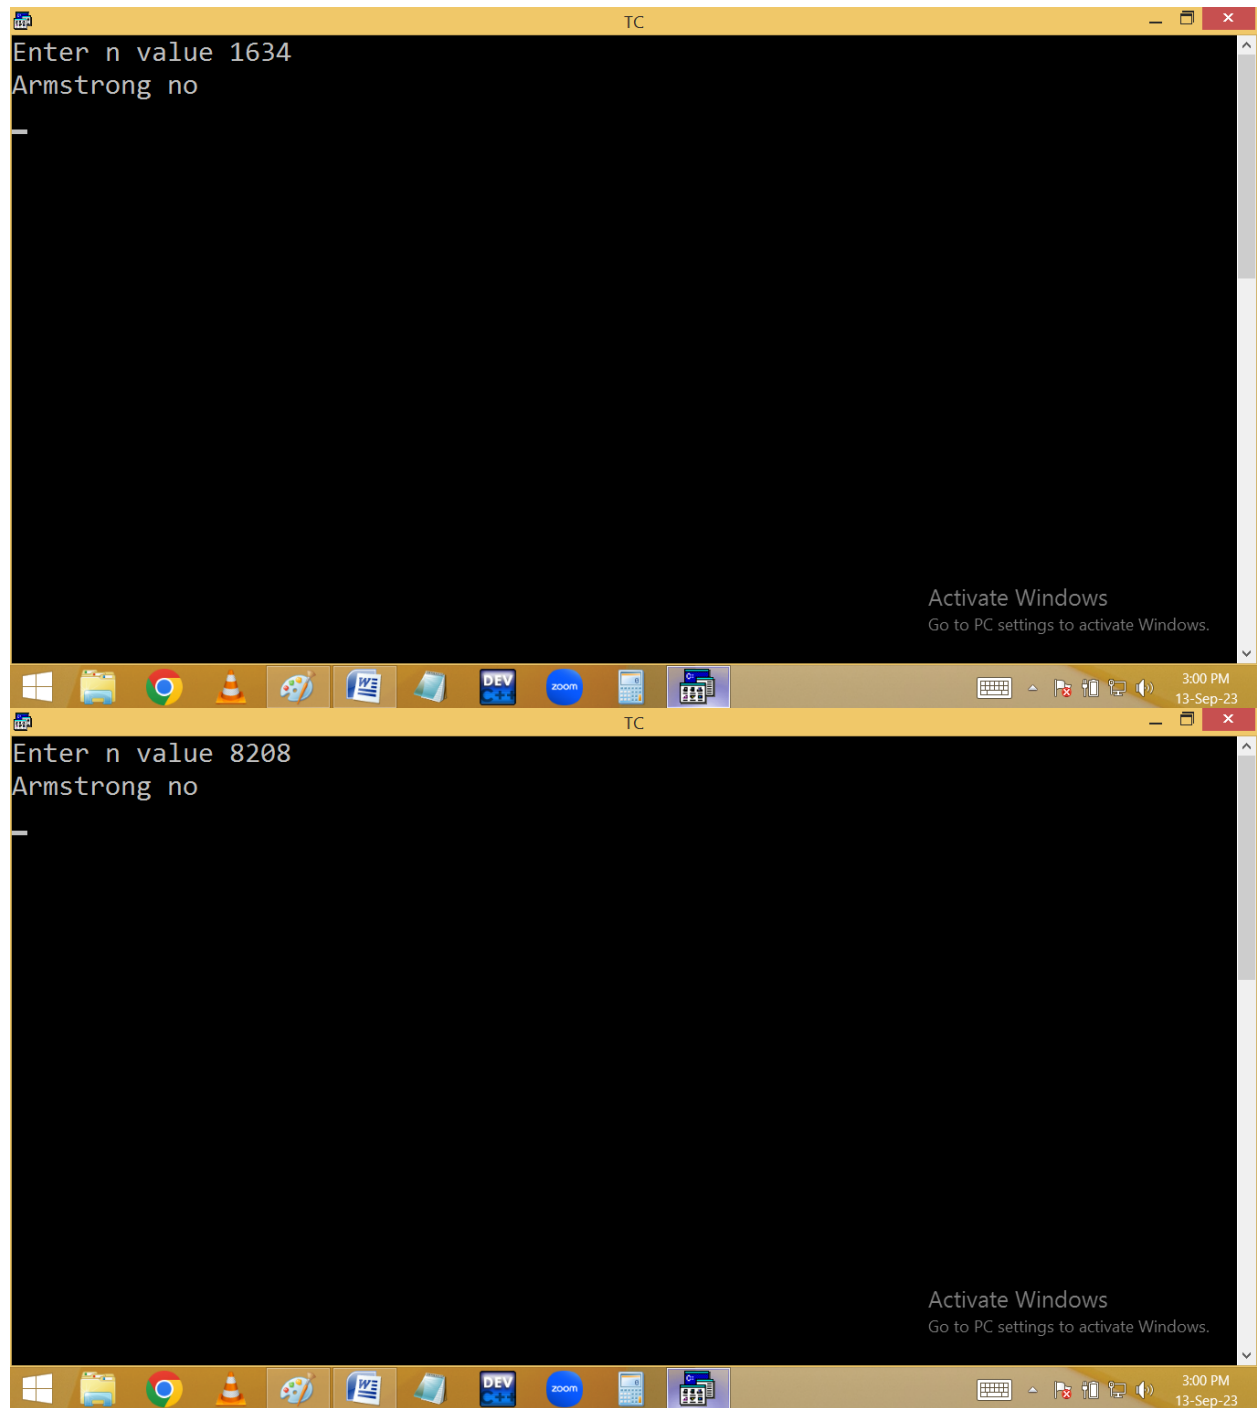 TC
Enter n value 1634
Armstrong no
Activate Windows
Go to PC settings to activate Windows.
DEV
C++
zoom
3:00 PM
13-Sep-23
TC
Enter n value 8208
Armstrong no
Activate Windows
Go to PC settings to activate Windows.
DEV
C++
zoom
3:00 PM
13-Sep-23